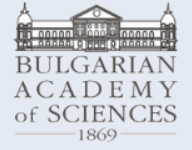 BULGARIAN
ACADEMY
of SCIENCES
1869